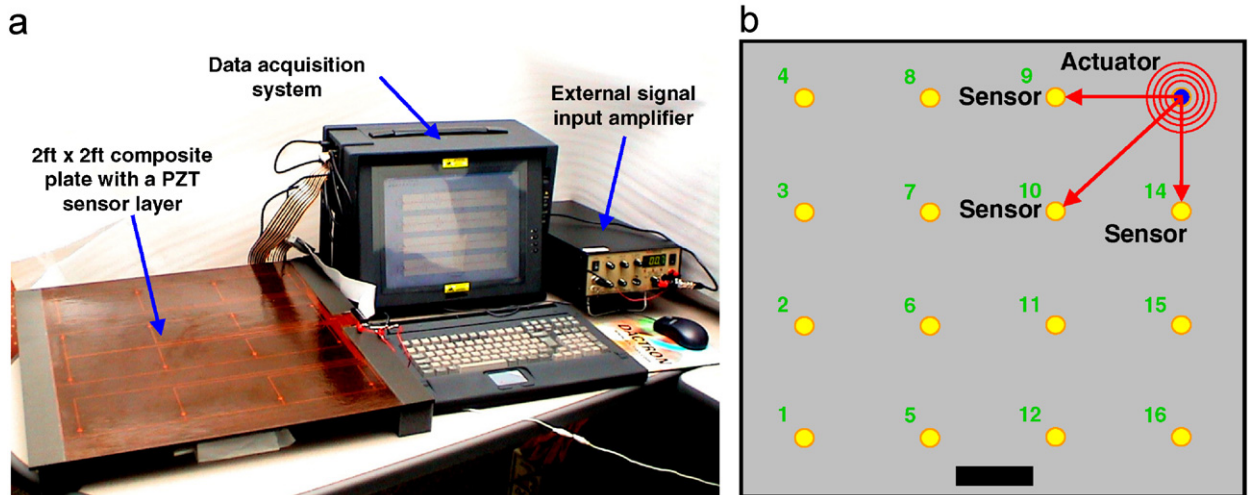 a
Data acquisition
system
External signal
input amplifier
2ft x 2ft composite
plate with a PZT
sensor layer
b
4
8
9
Actuator
Sensor
3
7
10
14
Sensor
Sensor
2
6
11
15
1
5
12
16